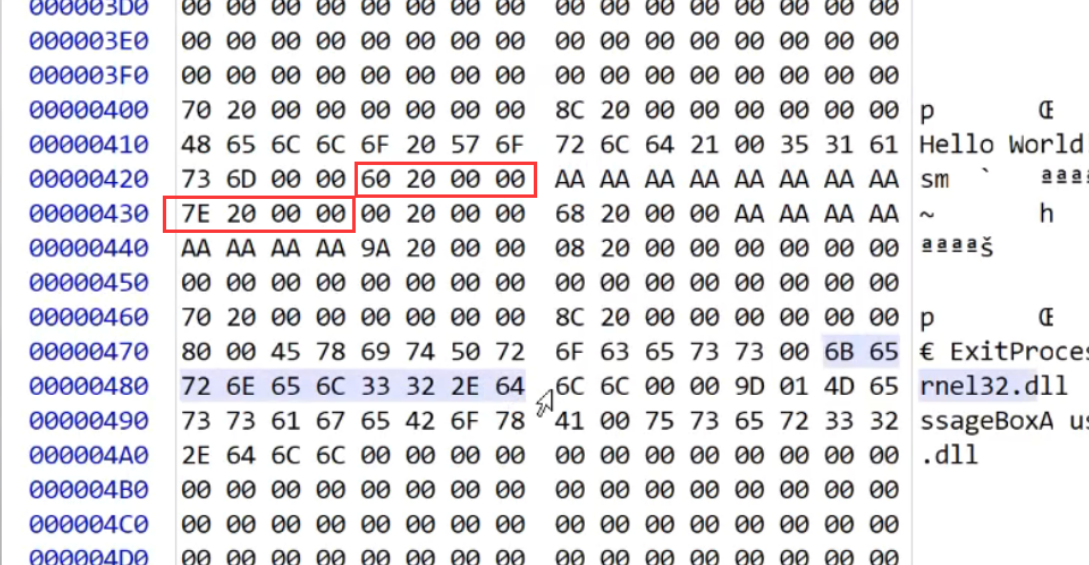 000003D0 00 00 00 00 00 00 00 00 00 00 00 00 00 00 00 00
000003E0 00 00 00 00 00 00 00 00 00 00 00 00 00 00 00 00
000003F0 00 00 00 00 00 00 00 00 00 00 00 00 00 00 00 00
00000400 70 20 00 00 00 00 00 00 8C 20 00 00 00 00 00 00 p Œ
00000410 48 65 6C 6C 6F 20 57 6F 72 6C 64 21 00 35 31 61 Hello World
00000420 73 6D 00 00 60 20 00 00 AA AA AA AA AA AA AA AA sm ` ªªª
00000430 7E 20 00 00 00 20 00 00 68 20 00 00 AA AA AA AA ~ h
00000440 AA AA AA AA 9A 20 00 00 08 20 00 00 00 00 00 00 ªªªªš
00000450 00 00 00 00 00 00 00 00 00 00 00 00 00 00 00 00
00000460 70 20 00 00 00 00 00 00 8C 20 00 00 00 00 00 00 p Œ
00000470 80 00 45 78 69 74 50 72 6F 63 65 73 73 00 6B 65 € ExitProce
00000480 72 6E 65 6C 33 32 2E 64 6C 6C 00 00 9D 01 4D 65 rnel32.dll
00000490 73 73 61 67 65 42 6F 78 41 00 75 73 65 72 33 32 ssageBoxA u
000004A0 2E 64 6C 6C 00 00 00 00 00 00 00 00 00 00 00 00 .dll
000004B0 00 00 00 00 00 00 00 00 00 00 00 00 00 00 00 00
000004C0 00 00 00 00 00 00 00 00 00 00 00 00 00 00 00 00
000004D0 00 00 00 00 00 00 00 00 00 00 00 00 00 00 00 00